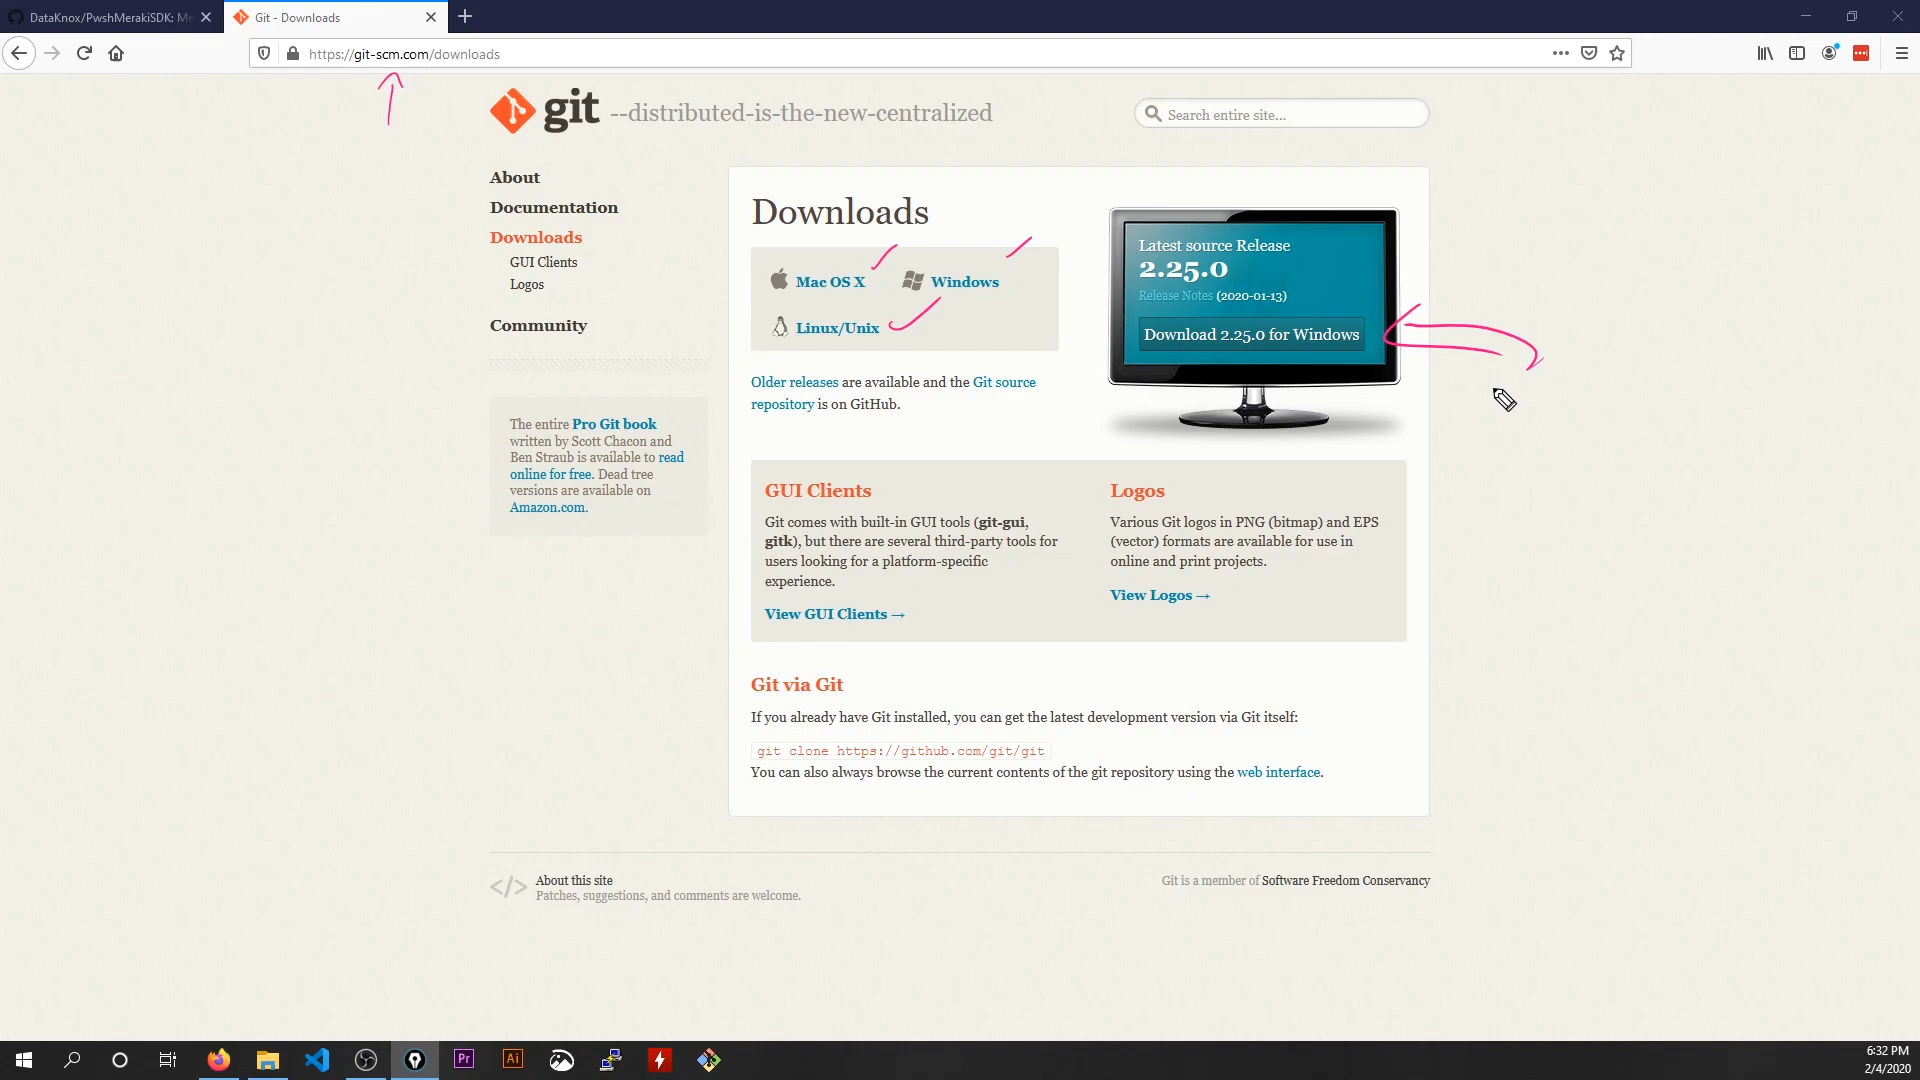 DataKnox/PwshMerakiSDK: Me
Git - Downloads
https://git-scm.com/downloads
git --distributed-is-the-new-centralized
Search entire site...
About
Documentation
Downloads
GUI Clients
Logos
Community
The entire Pro Git book
written by Scott Chacon and
Ben Straub is available to read
online for free. Dead tree
versions are available on
Amazon.com.
Downloads
Mac OS X
Windows
Linux/Unix
Older releases are available and the Git source
repository is on GitHub.
Latest source Release
2.25.0
Release Notes (2020-01-13)
Download 2.25.0 for Windows
GUI Clients
Git comes with built-in GUI tools (git-gui,
gitk), but there are several third-party tools for
users looking for a platform-specific
experience.
View GUI Clients →
Logos
Various Git logos in PNG (bitmap) and EPS
(vector) formats are available for use in
online and print projects.
View Logos →
Git via Git
If you already have Git installed, you can get the latest development version via Git itself:
git clone https://github.com/git/git
You can also always browse the current contents of the git repository using the web interface.
</>
About this site
Patches, suggestions, and comments are welcome.
Git is a member of Software Freedom Conservancy
Pr
Ai
6:32 PM
2/4/2020